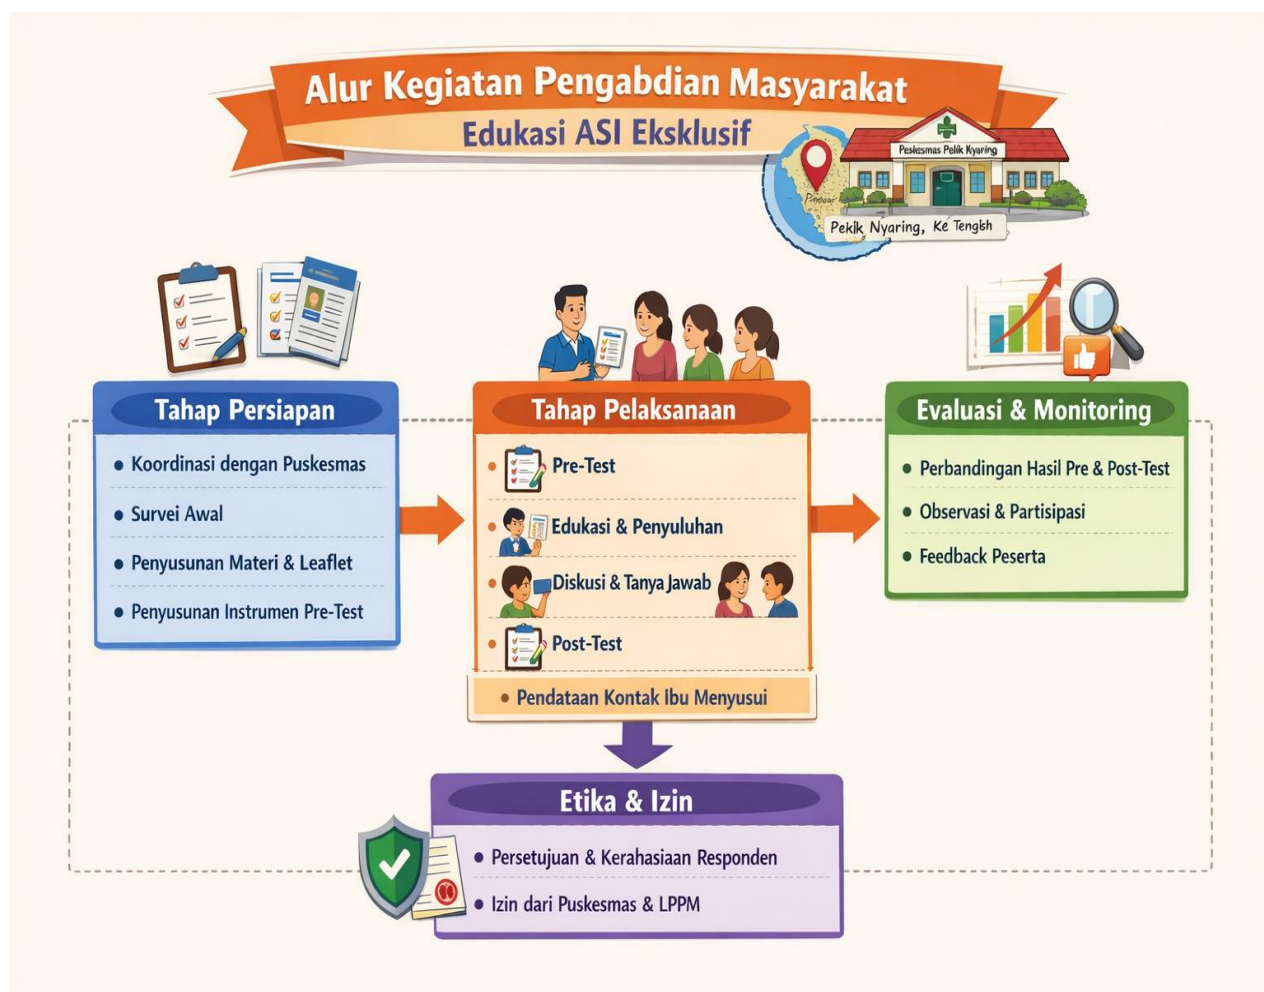 Alur Kegiatan Pengabdian Masyarakat
Edukasi ASI Eksklusif
Peskesmas Pelik Kyaring
Pekik Nyaring, Ke Tenglsh
Tahap Persiapan
• Koordinasi dengan Puskesmas
• Survei Awal
• Penyusunan Materi & Leaflet
• Penyusunan Instrumen Pre-Test
Tahap Pelaksanaan
• Pre-Test
• Edukasi & Penyuluhan
• Diskusi & Tanya Jawab
• Post-Test
• Pendataan Kontak Ibu Menyusui
Evaluasi & Monitoring
• Perbandingan Hasil Pre & Post-Test
• Observasi & Partisipasi
• Feedback Peserta
Etika & Izin
• Persetujuan & Kerahasiaan Responden
• Izin dari Puskesmas & LPPM